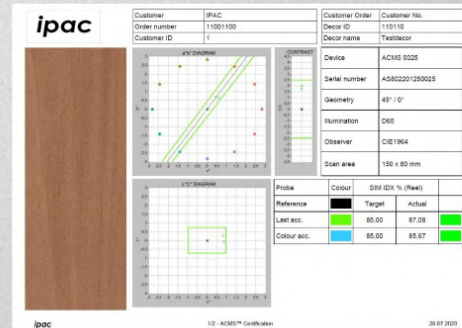 ipac
Customer IPAC
Order number 11001100
Customer ID 1
Customer Order Customer No.
Decor ID 110110
Decor name Testdecor
a*b* DIAGRAM
CONTRAST
Device ACMS 0025
Serial number AS802201250025
Geometry 45° / 0°
Illumination D65
Observer CIE1964
Scan area 150 x 80 mm
L*C* DIAGRAM
Probe Colour SIM IDX % (Reel)
Reference Target Actual
Last acc. 85,00 87,08
Colour acc. 85,00 85,67
ipac 1/2 - ACMS™ Certification 20.07.2020